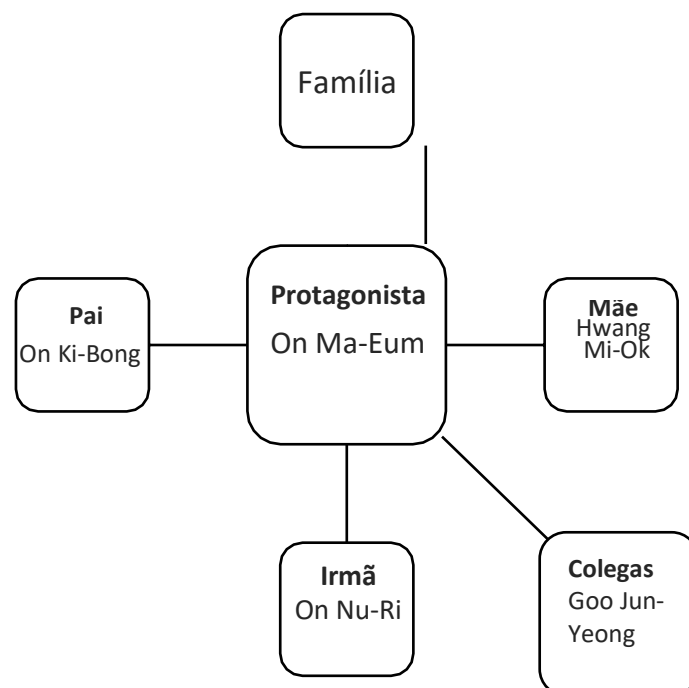 Família
Protagonista
On Ma-Eum
Pai
On Ki-Bong
Mãe
Hwang
Mi-Ok
Irmã
On Nu-Ri
Colegas
Goo Jun-
Yeong